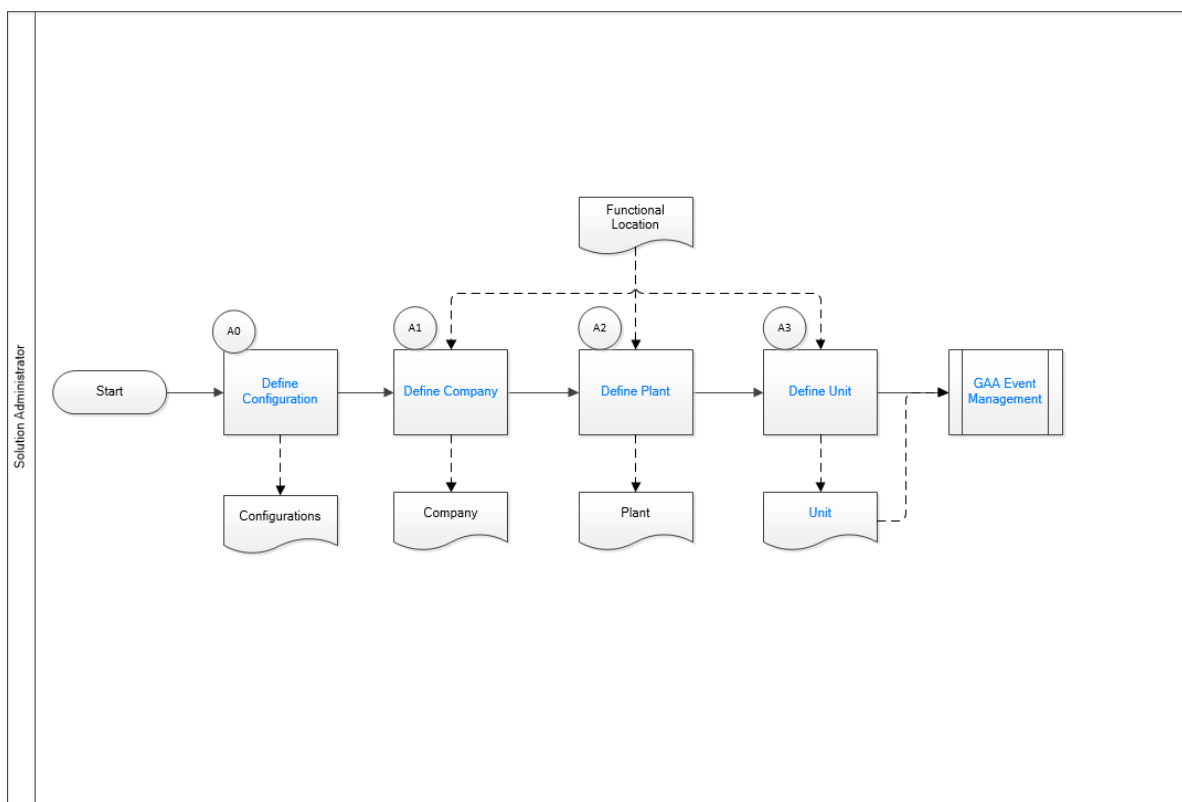 Solution Administrator
Functional
Location
A0
A1
A2
A3
Start
Define
Configuration
Define Company
Define Plant
Define Unit
GAA Event
Management
Configurations
Company
Plant
Unit